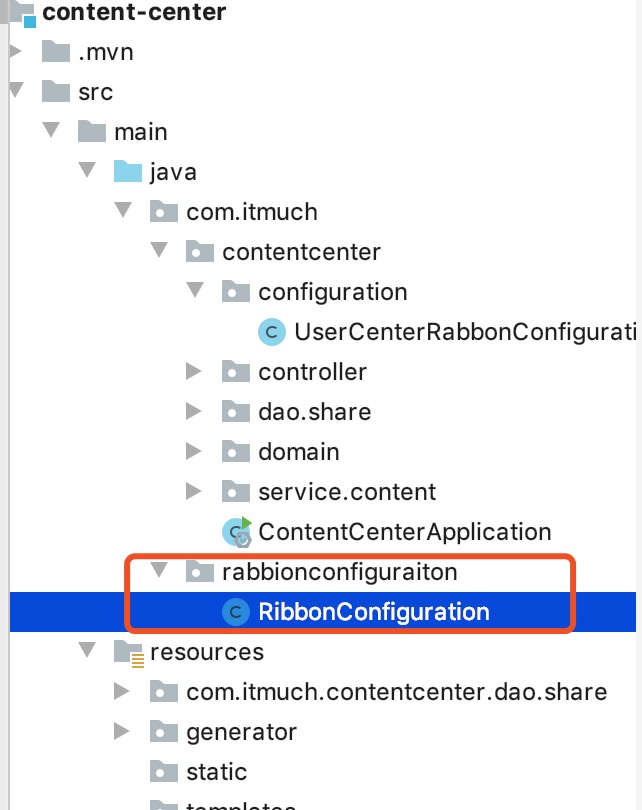 content-center
.mvn
src
main
java
com.itmuch
contentcenter
configuration
UserCenterRabbonConfigurati
controller
dao.share
domain
service.content
ContentCenterApplication
rabbionconfiguraiton
RibbonConfiguration
resources
com.itmuch.contentcenter.dao.share
generator
static
templates